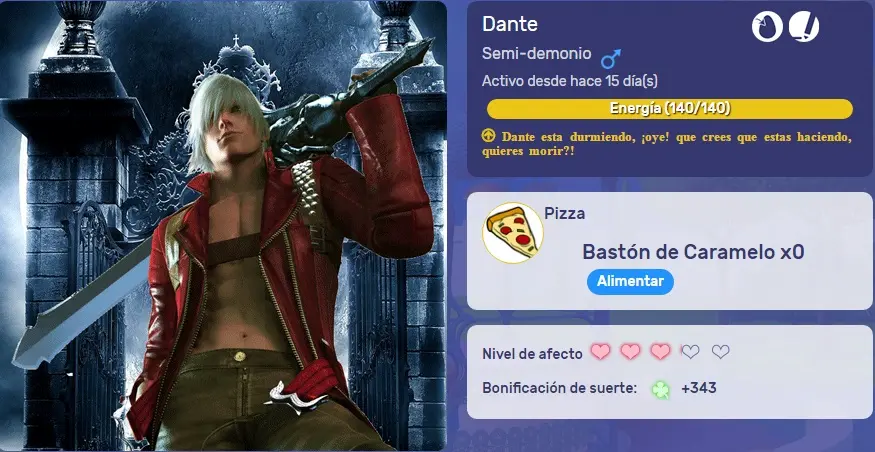 Dante
Semi-demonio
Activo desde hace 15 día(s)
Energía (140/140)
Dante esta durmiendo, ¡oye! que crees que estas haciendo,
quieres morir?!
Pizza
Bastón de Caramelo x0
Alimentar
Nivel de afecto
Bonificación de suerte: +343